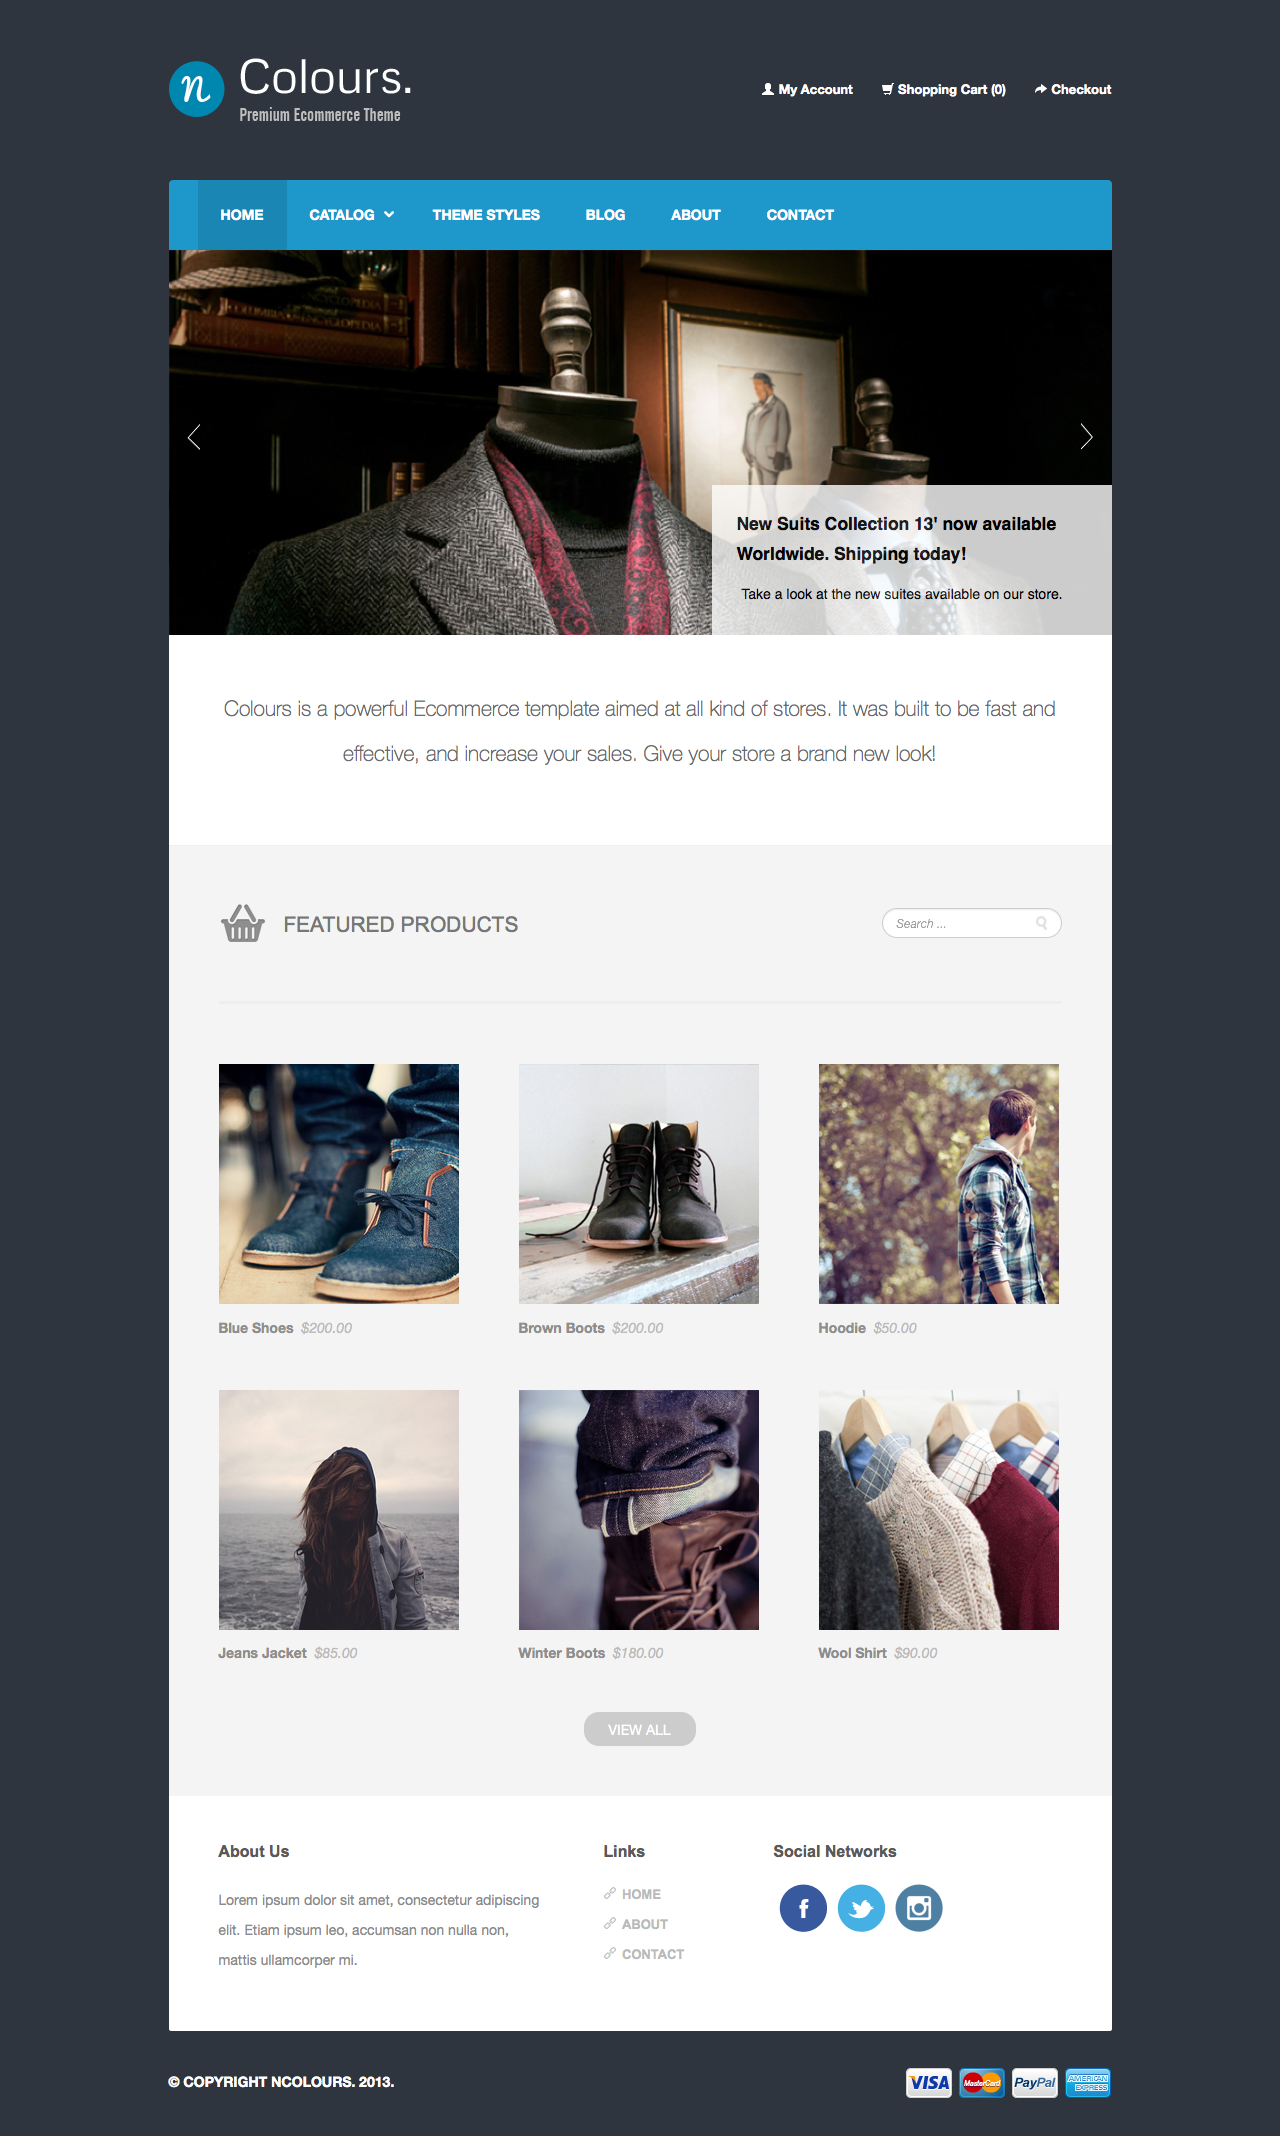 n Colours.
Premium Ecommerce Theme
My Account Shopping Cart (0) Checkout
HOME CATALOG THEME STYLES BLOG ABOUT CONTACT
ENCYCLOPEDIA
COLUMBIA ENCYCLOPEDIA
New Suits Collection 13' now available
Worldwide. Shipping today!
Take a look at the new suites available on our store.
Colours is a powerful Ecommerce template aimed at all kind of stores. It was built to be fast and
effective, and increase your sales. Give your store a brand new look!
FEATURED PRODUCTS
Search ...
Blue Shoes $200.00
Brown Boots $200.00
Hoodie $50.00
Jeans Jacket $85.00
Winter Boots $180.00
Wool Shirt $90.00
VIEW ALL
About Us
Lorem ipsum dolor sit amet, consectetur adipiscing
elit. Etiam ipsum leo, accumsan non nulla non,
mattis ullamcorper mi.
Links
HOME
ABOUT
CONTACT
Social Networks
f
© COPYRIGHT NCOLOURS. 2013.
VISA MasterCard PayPal AMERICAN
EXPRESS